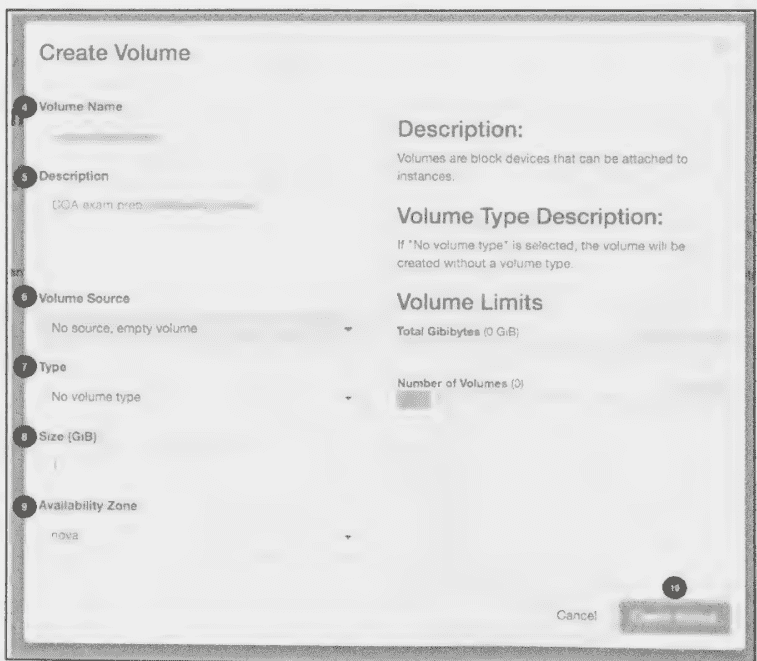 Create Volume
4 Volume Name
5 Description
COA exam prep
6 Volume Source
No source, empty volume
7 Type
No volume type
8 Size (GiB)
1
9 Availability Zone
nova
Description:
Volumes are block devices that can be attached to
instances.
Volume Type Description:
If "No volume type" is selected, the volume will be
created without a volume type.
Volume Limits
Total Gibibytes (0 GiB)
Number of Volumes (0)
10
Cancel